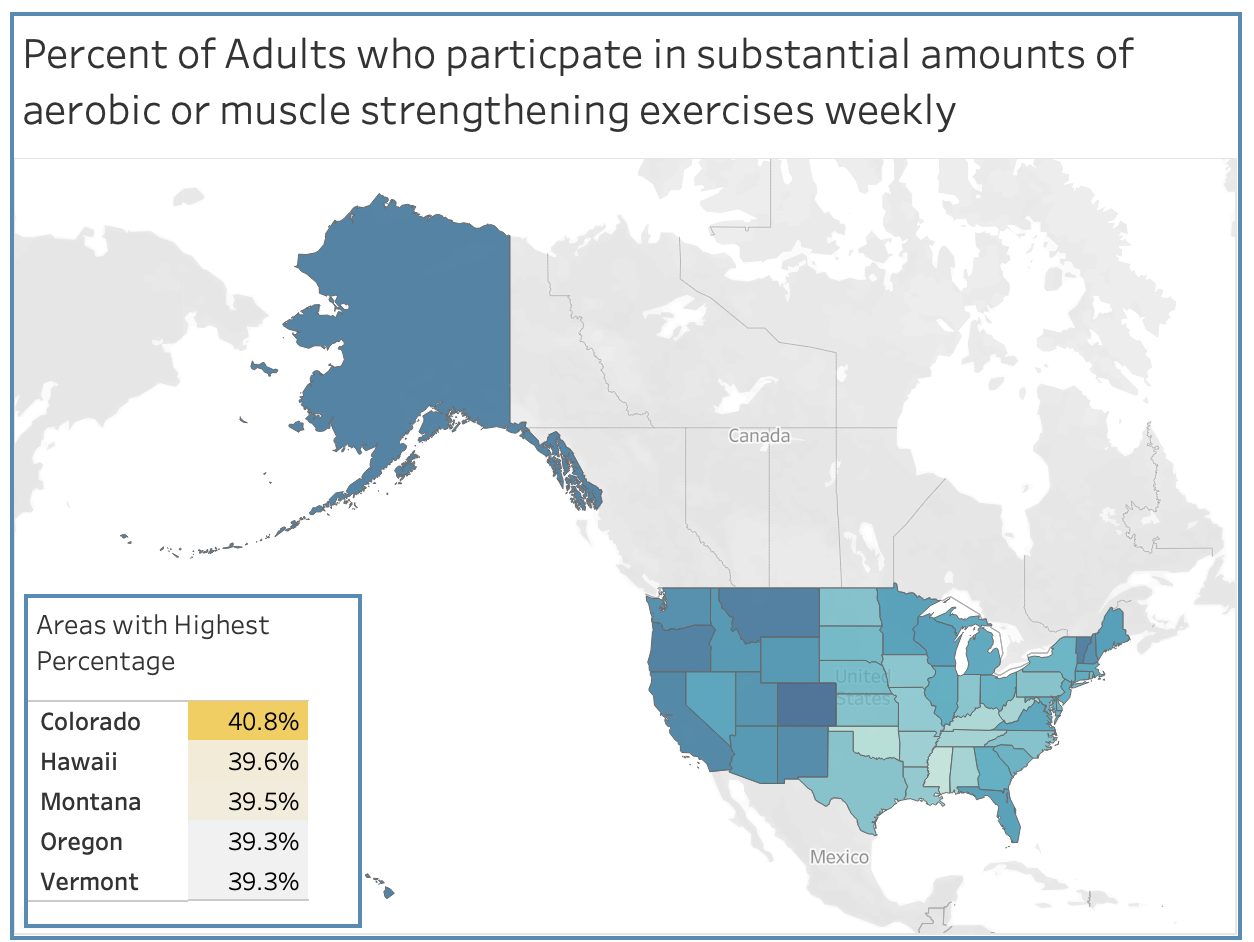 Percent of Adults who particpate in substantial amounts of
aerobic or muscle strengthening exercises weekly
Canada
United
States
Mexico
Areas with Highest
Percentage
Colorado 40.8%
Hawaii 39.6%
Montana 39.5%
Oregon 39.3%
Vermont 39.3%